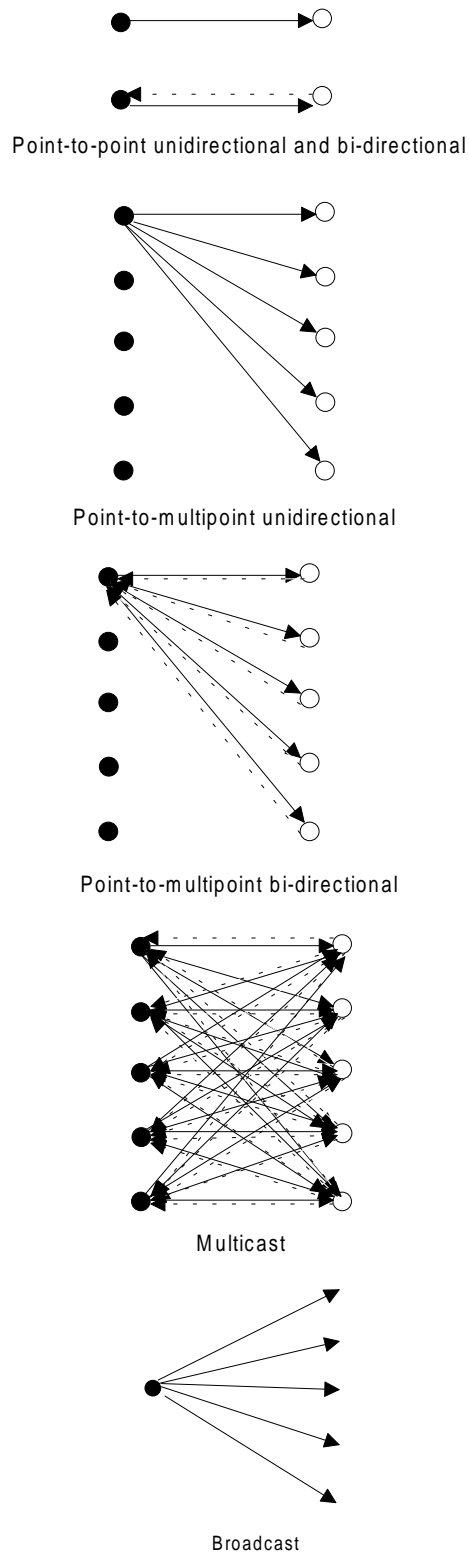 Point-to-point unidirectional and bi-directional
Point-to-multipoint unidirectional
Point-to-multipoint bi-directional
Multicast
Broadcast